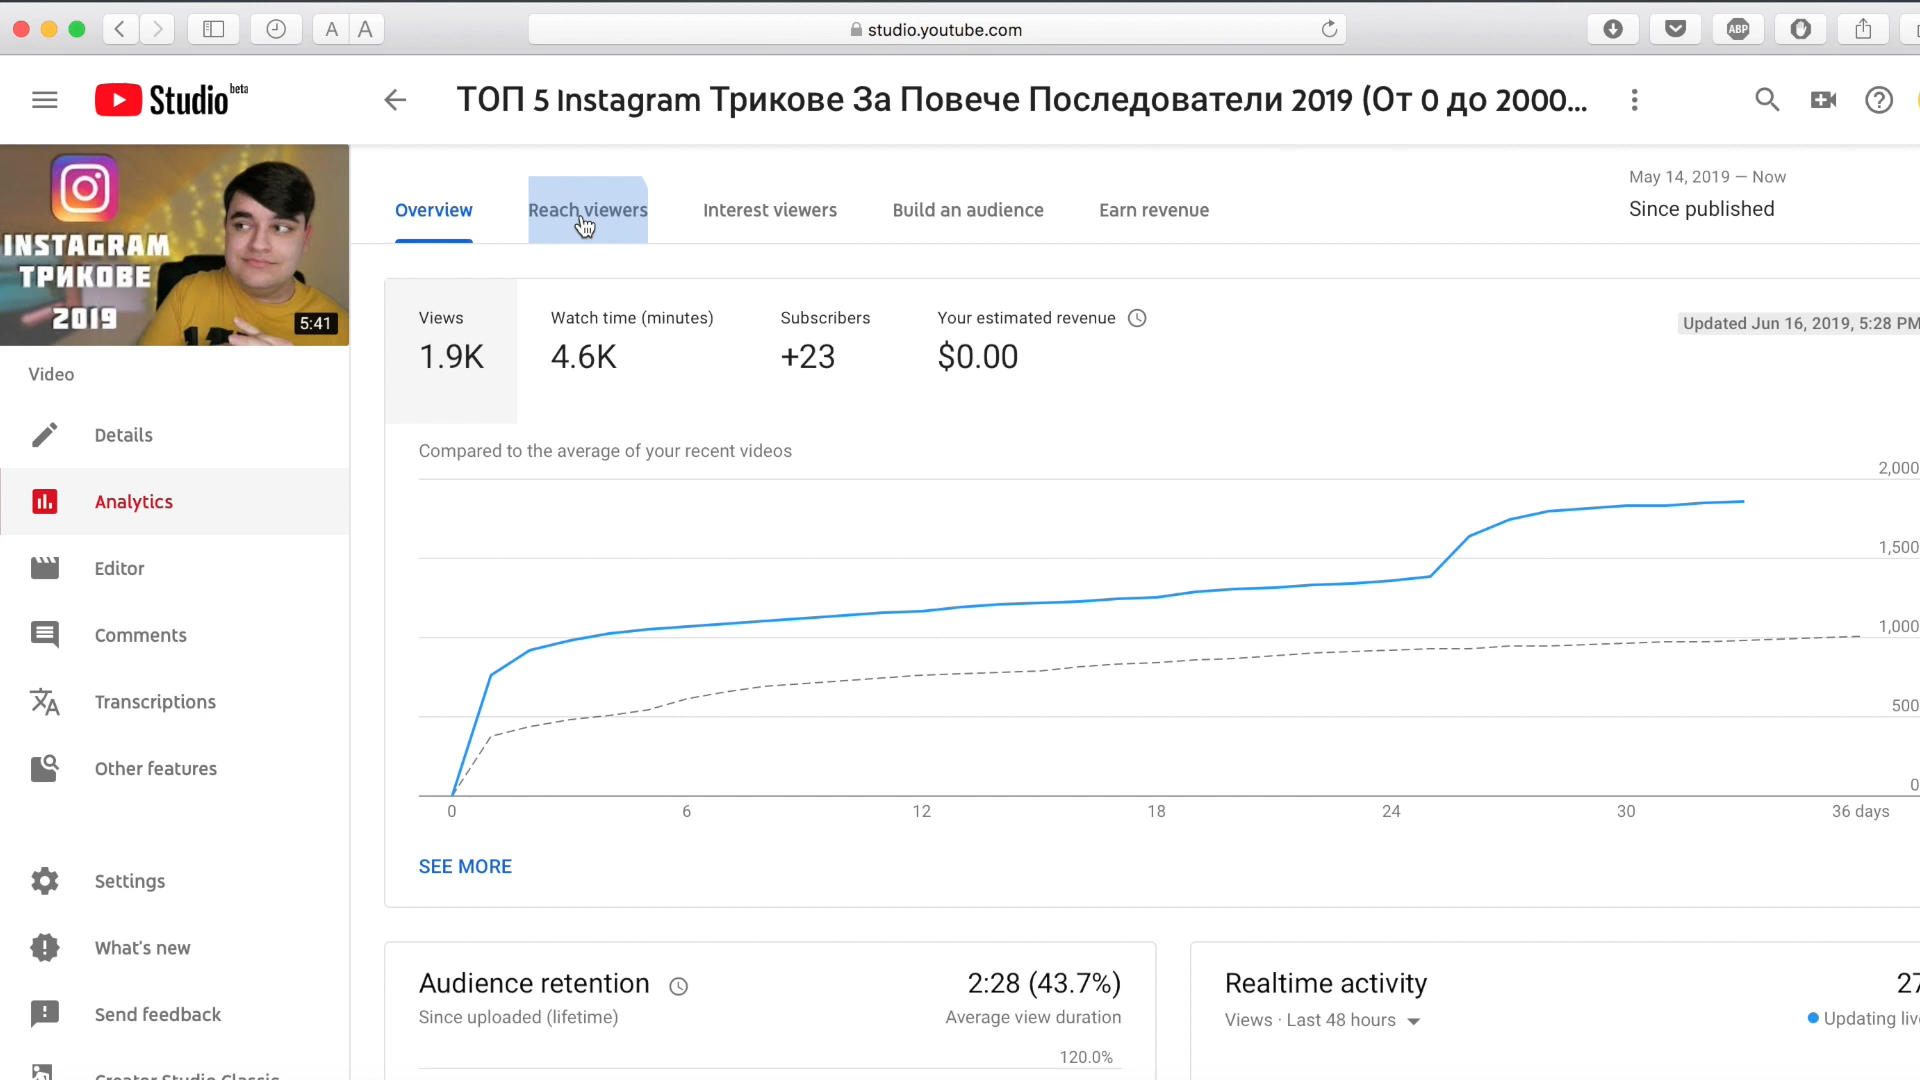 studio.youtube.com
A A
ABP
Studio beta
ТОП 5 Instagram Трикове За Повече Последователи 2019 (От 0 до 2000...
INSTAGRAM
ТРИКОВЕ
2019
5:41
Overview
Reach viewers
Interest viewers
Build an audience
Earn revenue
May 14, 2019 – Now
Since published
Video
Details
Analytics
Editor
Comments
Transcriptions
Other features
Settings
What's new
Send feedback
Creator Studio Classic
Views
1.9K
Watch time (minutes)
4.6K
Subscribers
+23
Your estimated revenue
$0.00
Updated Jun 16, 2019, 5:28 PM
Compared to the average of your recent videos
2,000
1,500
1,000
500
0
0 6 12 18 24 30 36 days
SEE MORE
Audience retention
Since uploaded (lifetime)
2:28 (43.7%)
Average view duration
120.0%
Realtime activity
27
Views · Last 48 hours
Updating